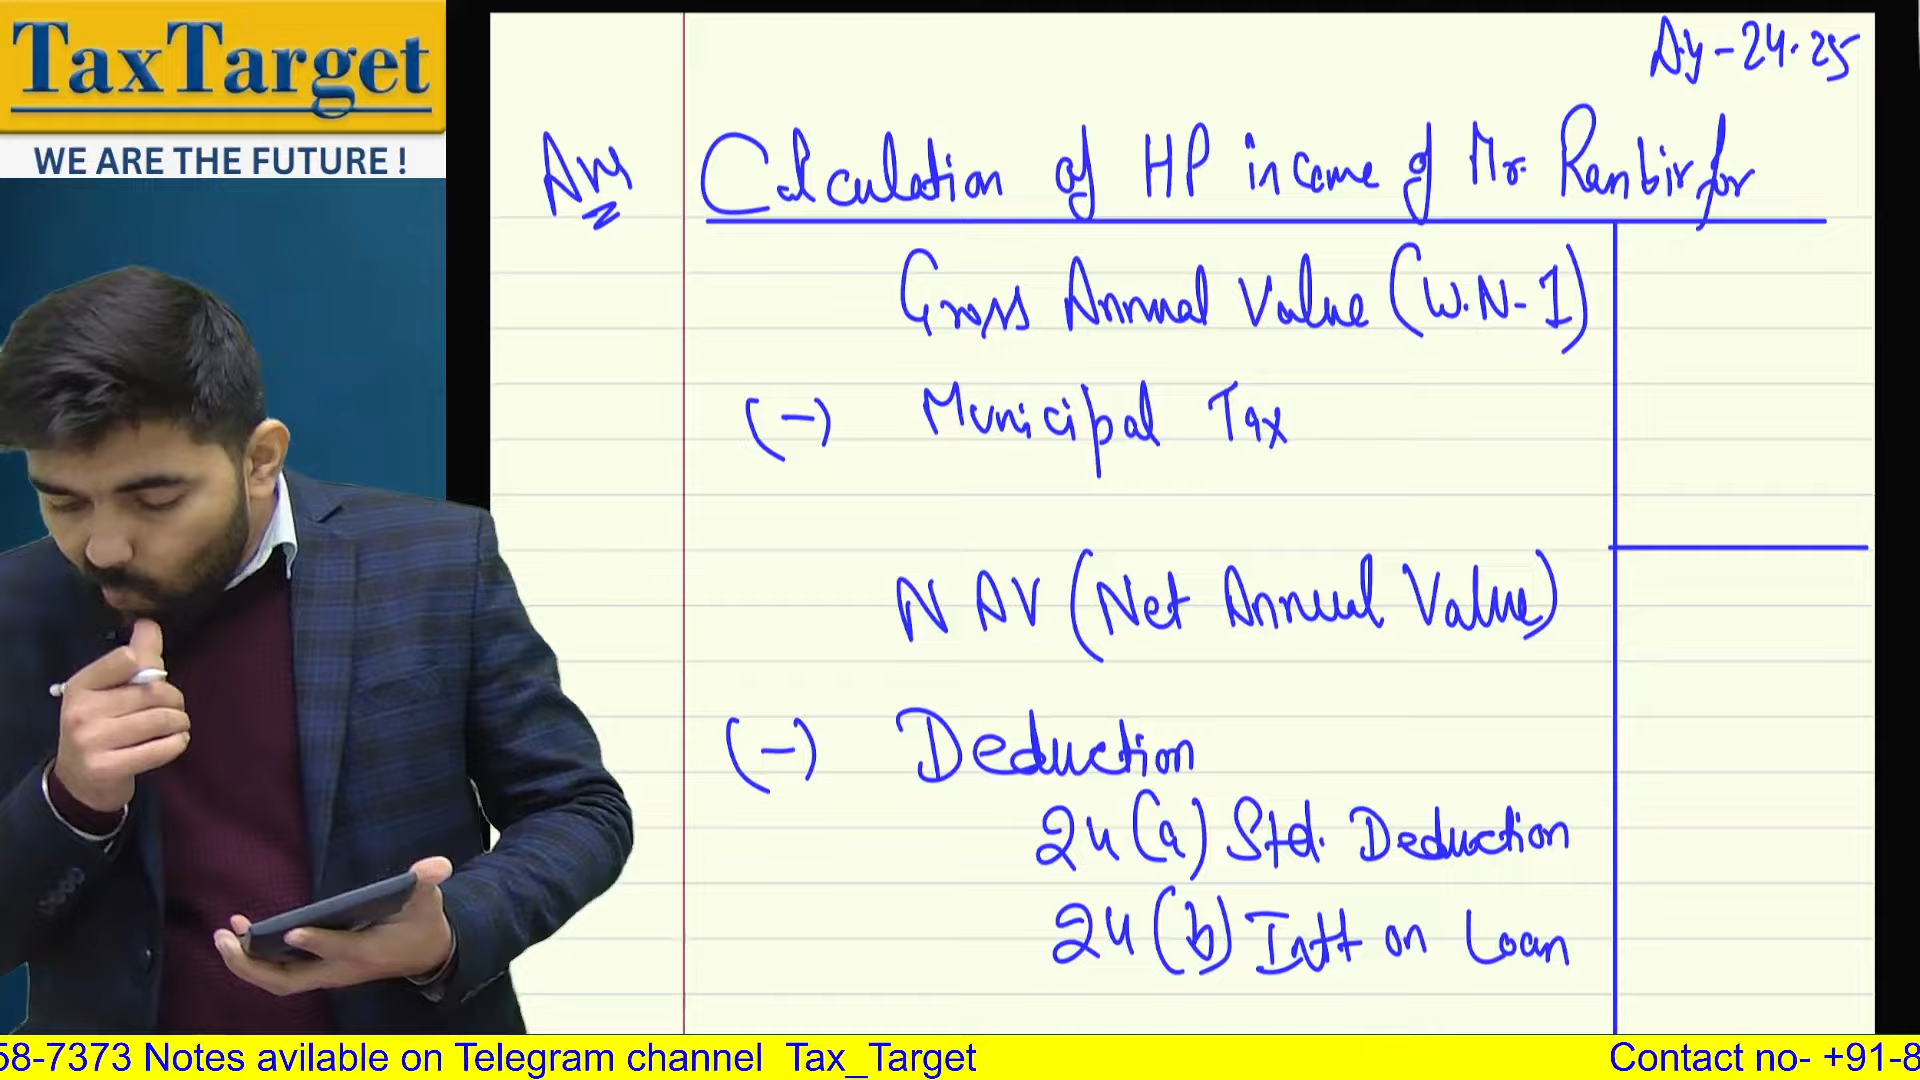 TaxTarget
WE ARE THE FUTURE !
Ay-24-25
Ans Calculation of HP income of Mr. Ranbir for
Gross Annual Value (W.N-1)
(-) Municipal Tax
NAV (Net Annual Value)
(-) Deduction
24(a) Std. Deduction
24(b) Intt on Loan
58-7373 Notes avilable on Telegram channel Tax_Target
Contact no- +91-8